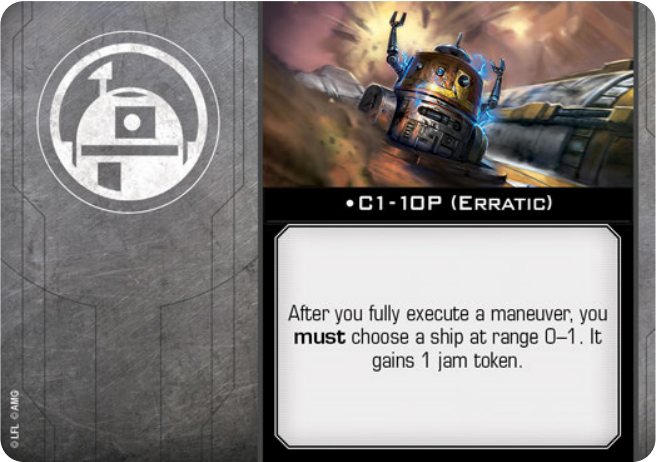 •C1-10P (Erratic)
After you fully execute a maneuver, you
must choose a ship at range 0–1. It
gains 1 jam token.
©LFL ©AMG